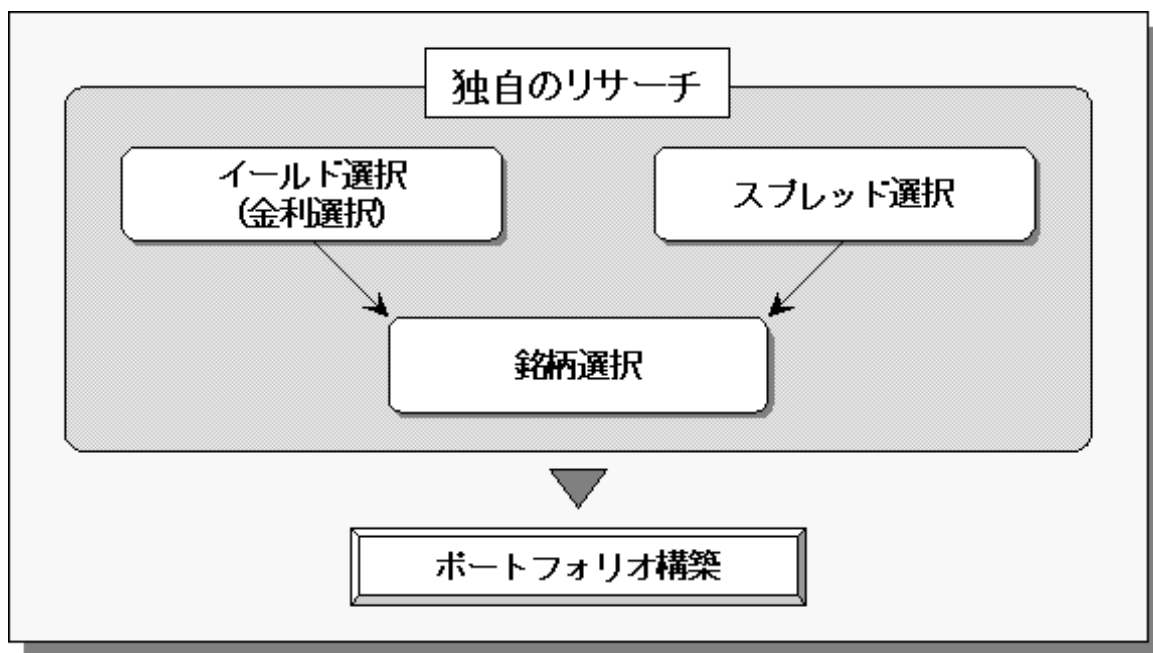 独自のリサーチ
イールド選択
(金利選択)
スプレッド選択
銘柄選択
ポートフォリオ構築